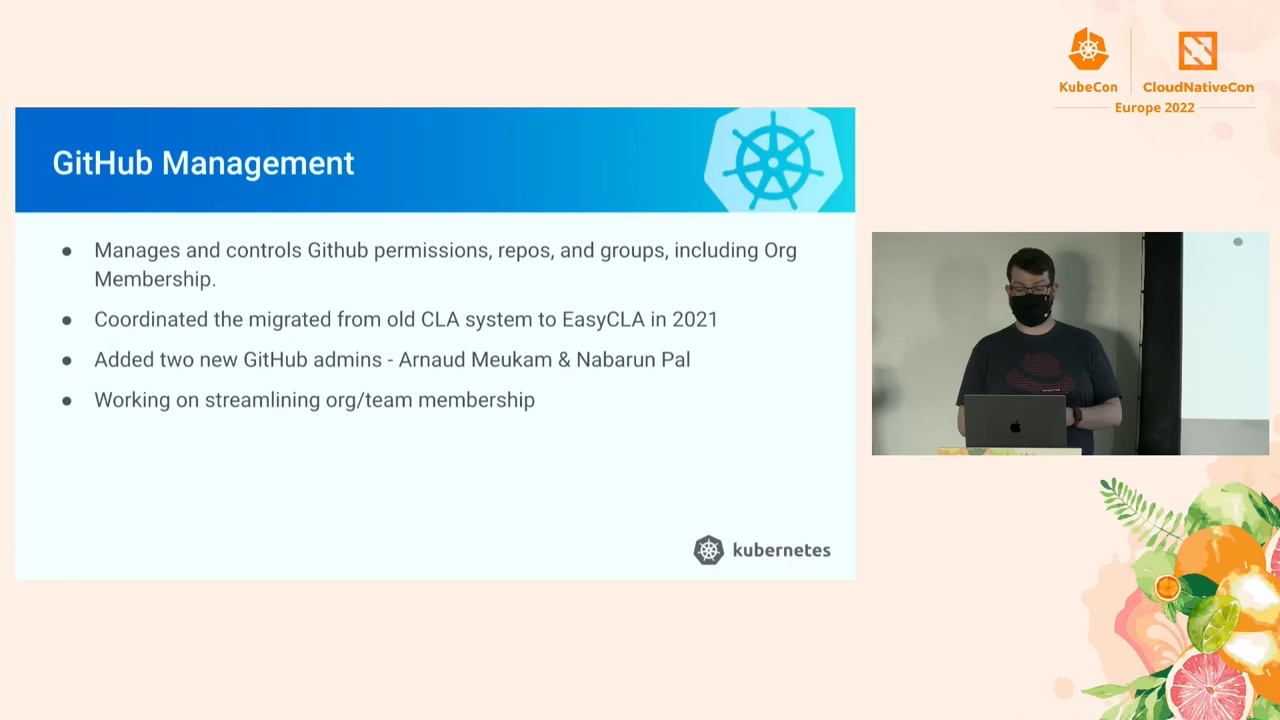 KubeCon
CloudNativeCon
Europe 2022
GitHub Management
● Manages and controls Github permissions, repos, and groups, including Org
Membership.
● Coordinated the migrated from old CLA system to EasyCLA in 2021
● Added two new GitHub admins - Arnaud Meukam & Nabarun Pal
● Working on streamlining org/team membership
kubernetes